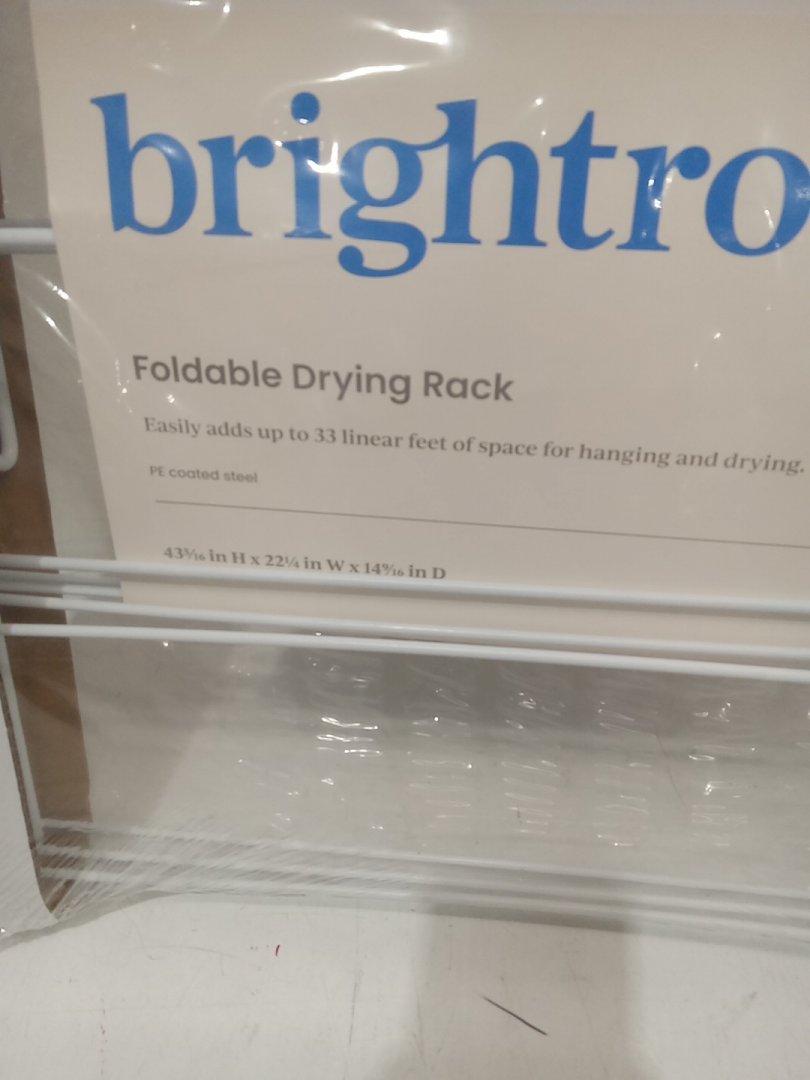 brightro
Foldable Drying Rack
Easily adds up to 33 linear feet of space for hanging and drying.
PE coated steel
43⁵⁄₁₆ in H x 22¼ in W x 14⁹⁄₁₆ in D